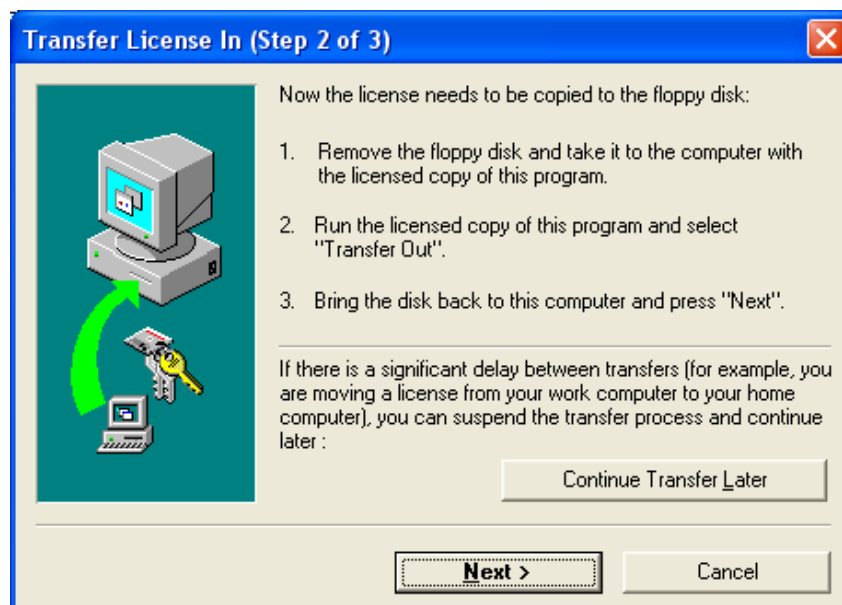 Transfer License In (Step 2 of 3)
Now the license needs to be copied to the floppy disk:
1. Remove the floppy disk and take it to the computer with
the licensed copy of this program.
2. Run the licensed copy of this program and select
"Transfer Out".
3. Bring the disk back to this computer and press "Next".
If there is a significant delay between transfers (for example, you
are moving a license from your work computer to your home
computer), you can suspend the transfer process and continue
later :
Continue Transfer Later
Next >
Cancel